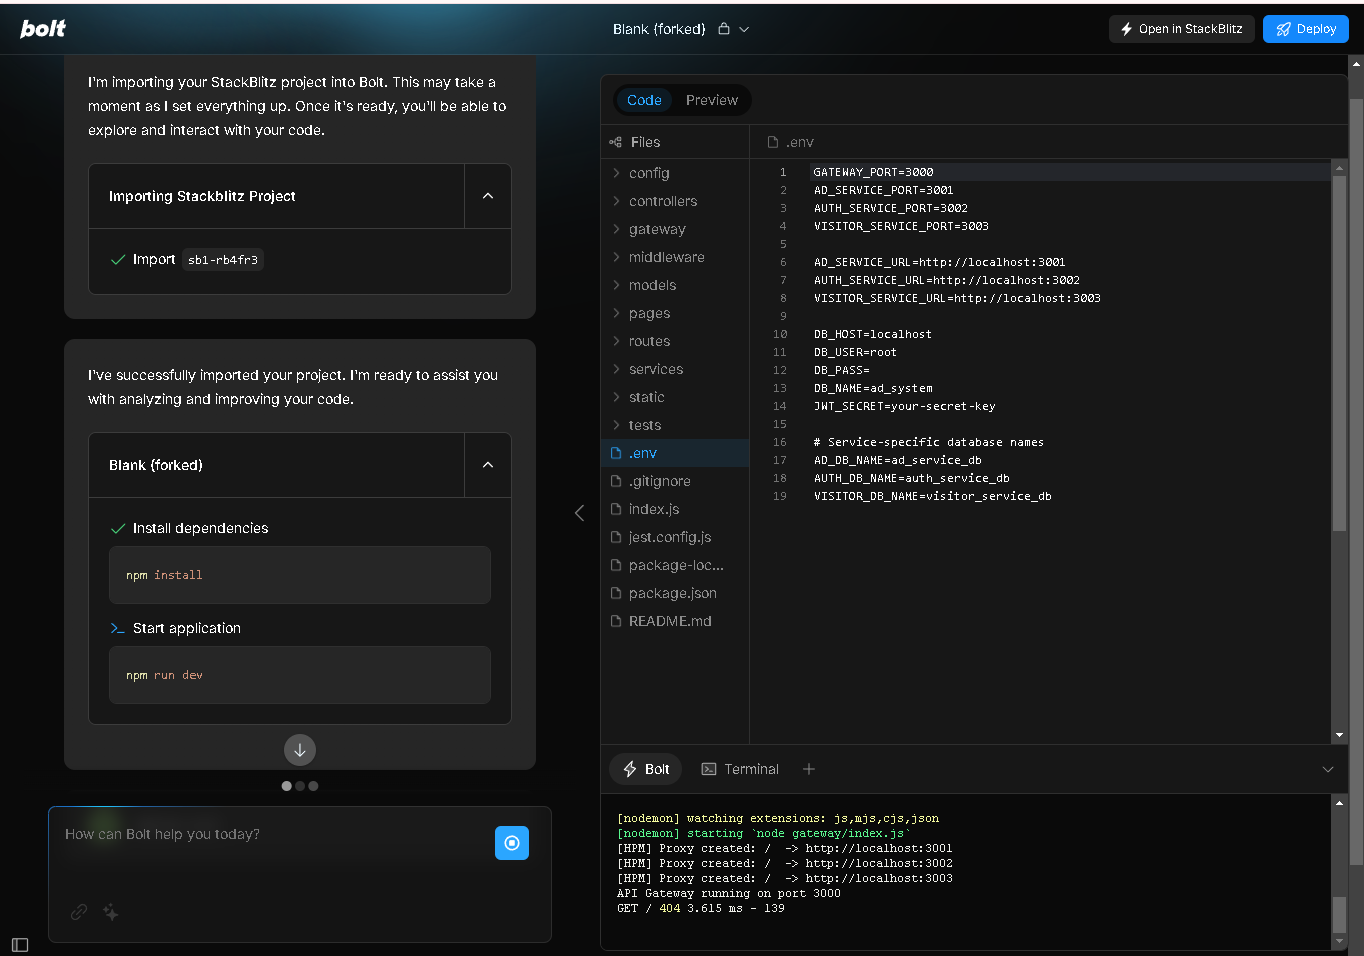 bolt
Blank (forked)
Open in StackBlitz
Deploy
I'm importing your StackBlitz project into Bolt. This may take a
moment as I set everything up. Once it's ready, you'll be able to
explore and interact with your code.
Importing Stackblitz Project
Import sb1-rb4fr3
I've successfully imported your project. I'm ready to assist you
with analyzing and improving your code.
Blank (forked)
Install dependencies
npm install
Start application
npm run dev
How can Bolt help you today?
Code Preview
Files
config
controllers
gateway
middleware
models
pages
routes
services
static
tests
.env
.gitignore
index.js
jest.config.js
package-loc...
package.json
README.md
.env
1 GATEWAY_PORT=3000
2 AD_SERVICE_PORT=3001
3 AUTH_SERVICE_PORT=3002
4 VISITOR_SERVICE_PORT=3003
5
6 AD_SERVICE_URL=http://localhost:3001
7 AUTH_SERVICE_URL=http://localhost:3002
8 VISITOR_SERVICE_URL=http://localhost:3003
9
10 DB_HOST=localhost
11 DB_USER=root
12 DB_PASS=
13 DB_NAME=ad_system
14 JWT_SECRET=your-secret-key
15
16 # Service-specific database names
17 AD_DB_NAME=ad_service_db
18 AUTH_DB_NAME=auth_service_db
19 VISITOR_DB_NAME=visitor_service_db
Bolt Terminal
[nodemon] watching extensions: js,mjs,cjs,json
[nodemon] starting `node gateway/index.js`
[HPM] Proxy created: /  -> http://localhost:3001
[HPM] Proxy created: /  -> http://localhost:3002
[HPM] Proxy created: /  -> http://localhost:3003
API Gateway running on port 3000
GET / 404 3.615 ms - 139